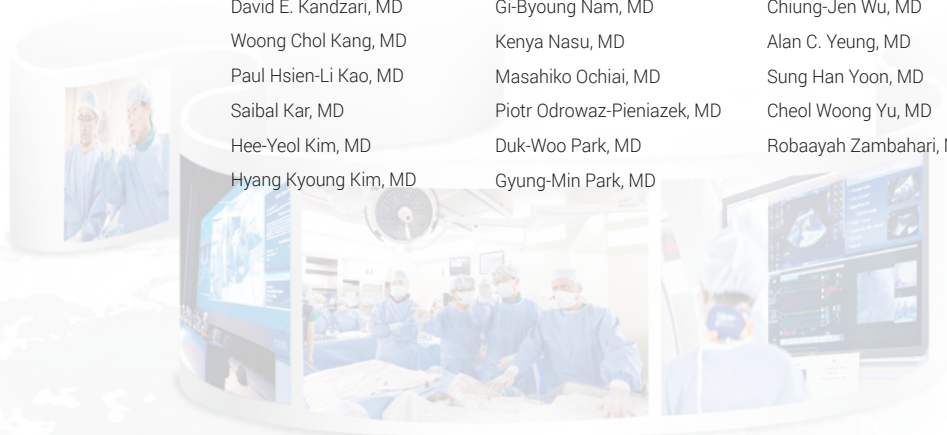 David E. Kandzari, MD
Woong Chol Kang, MD
Paul Hsien-Li Kao, MD
Saibal Kar, MD
Hee-Yeol Kim, MD
Hyang Kyoung Kim, MD
Gi-Byoung Nam, MD
Kenya Nasu, MD
Masahiko Ochiai, MD
Piotr Odrowaz-Pieniazek, MD
Duk-Woo Park, MD
Gyung-Min Park, MD
Chiung-Jen Wu, MD
Alan C. Yeung, MD
Sung Han Yoon, MD
Cheol Woong Yu, MD
Robaayah Zambahari,